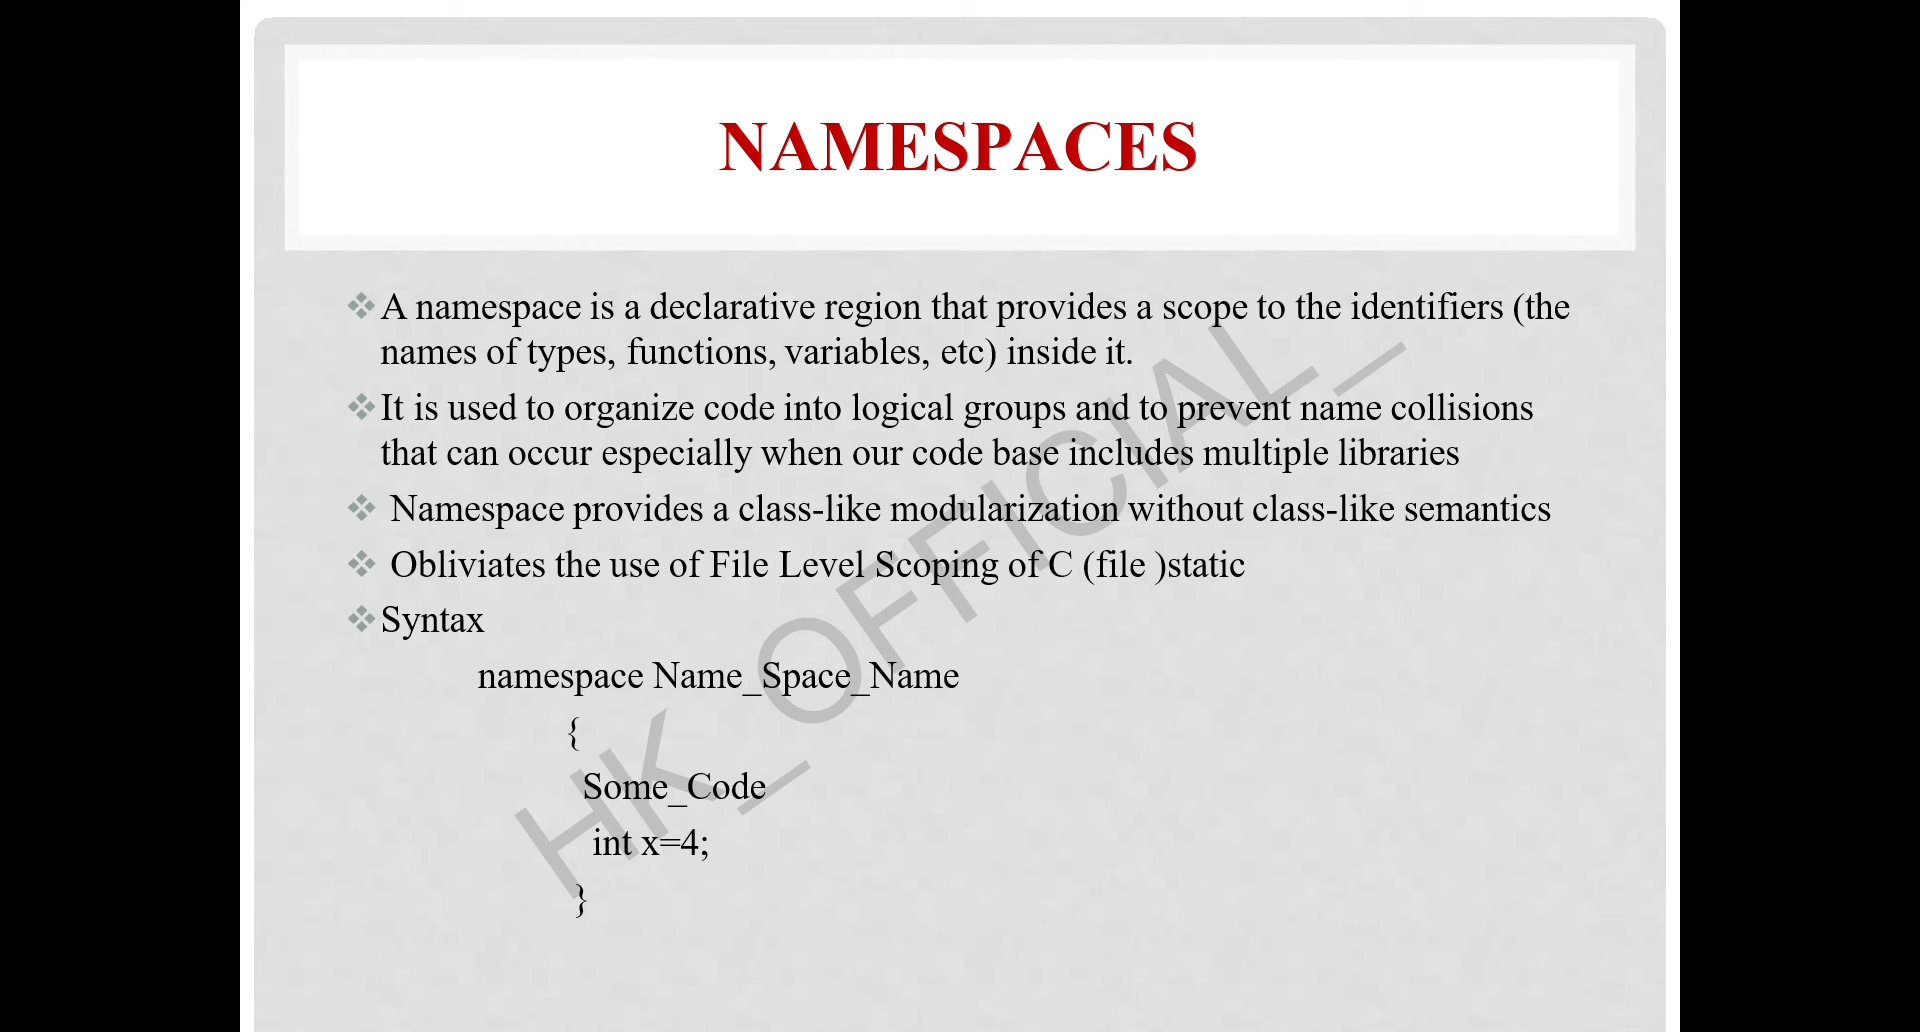 NAMESPACES
A namespace is a declarative region that provides a scope to the identifiers (the
names of types, functions, variables, etc) inside it.
It is used to organize code into logical groups and to prevent name collisions
that can occur especially when our code base includes multiple libraries
Namespace provides a class-like modularization without class-like semantics
Obliviates the use of File Level Scoping of C (file )static
Syntax
namespace Name_Space_Name
{
Some_Code
int x=4;
}
HK_OFFICIAL_